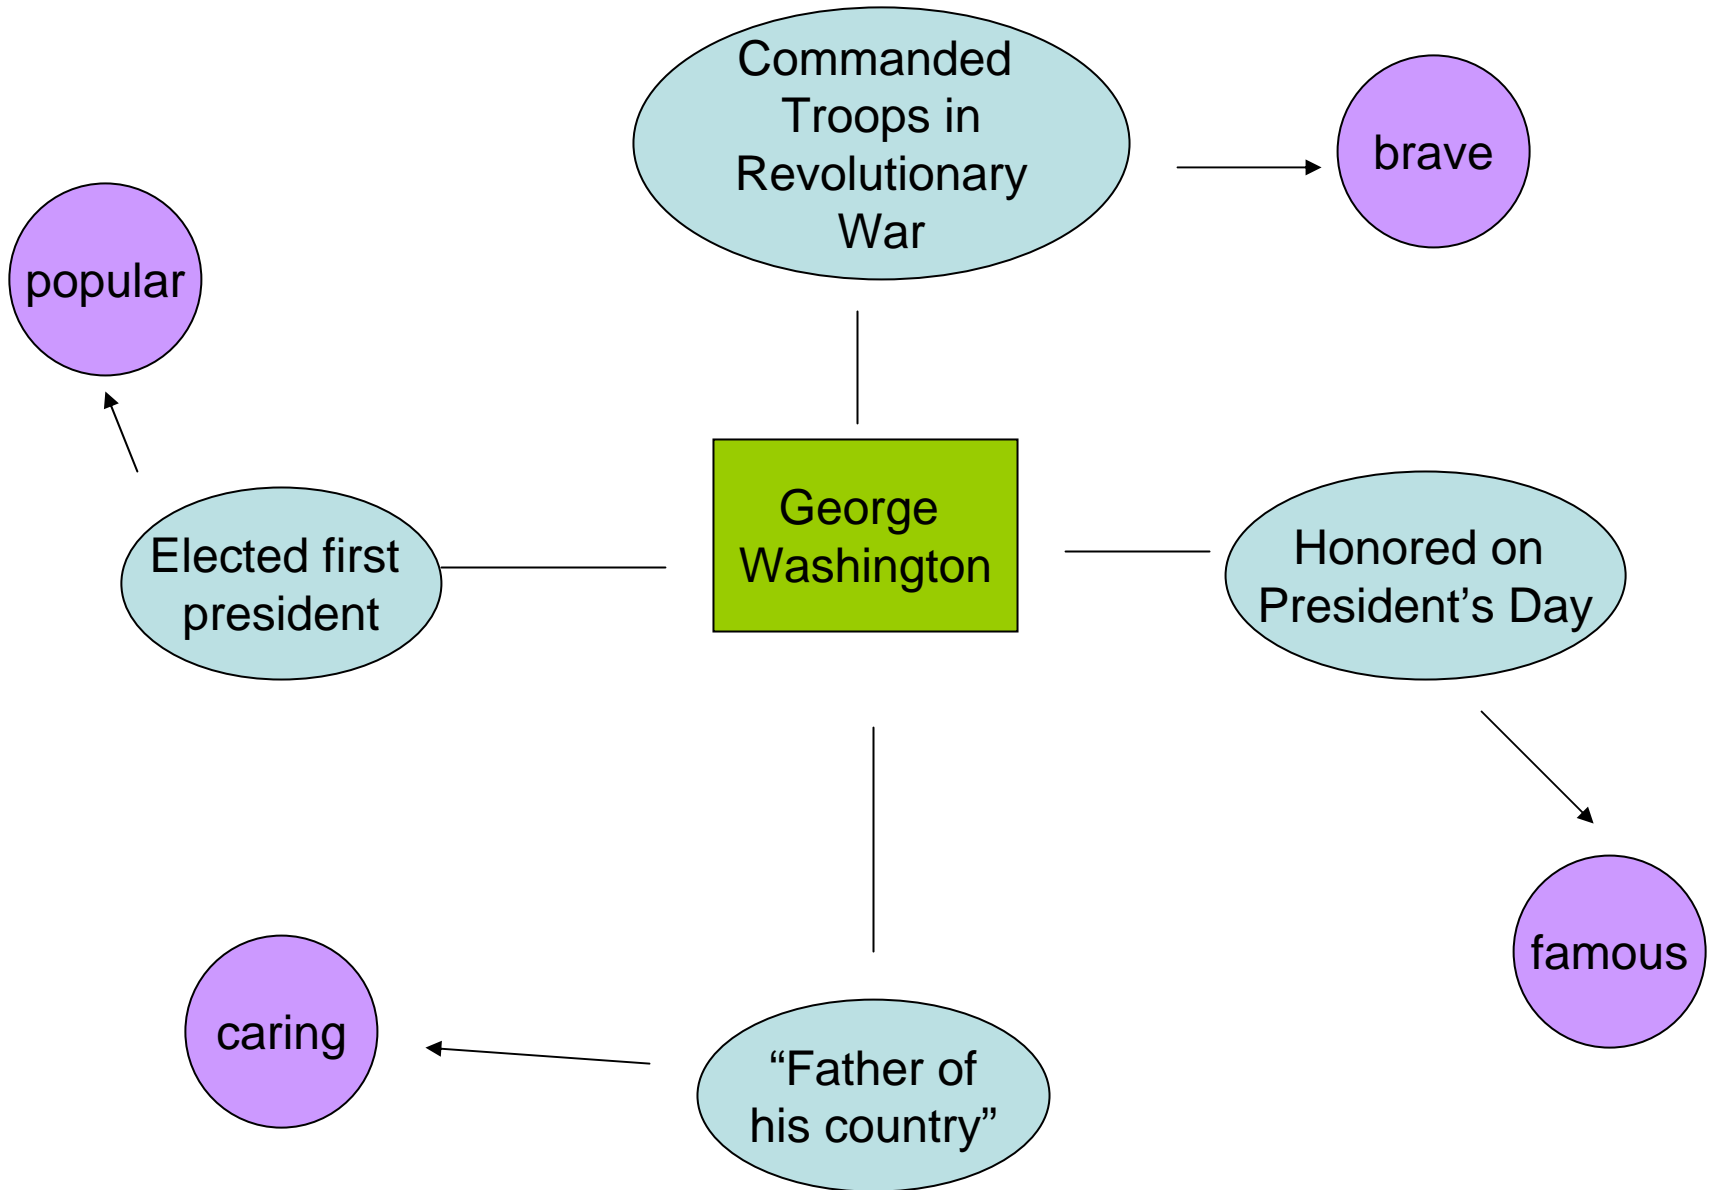 Commanded
Troops in
Revolutionary
War
brave
popular
George
Washington
Elected first
president
Honored on
President’s Day
famous
caring
“Father of
his country”